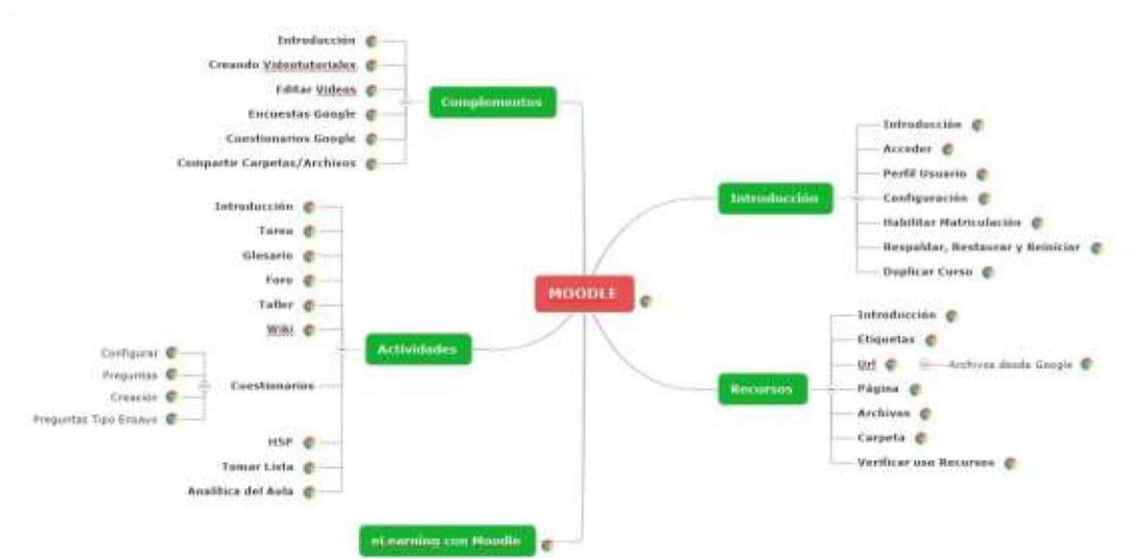 MOODLE
Complementos
Introducción
Creando Videotutoriales
Editar Videos
Encuestas Google
Cuestionarios Google
Compartir Carpetas/Archivos
Actividades
Introducción
Tarea
Glosario
Foro
Taller
Wiki
Cuestionarios
Configurar
Preguntas
Creación
Preguntas Tipo Ensayo
H5P
Tomar Lista
Analítica del Aula
eLearning con Moodle
Introducción
Introducción
Acceder
Perfil Usuario
Configuración
Habilitar Matriculación
Respaldar, Restaurar y Reiniciar
Duplicar Curso
Recursos
Introducción
Etiquetas
Url
Archivos desde Google
Página
Archivos
Carpeta
Verificar uso Recursos